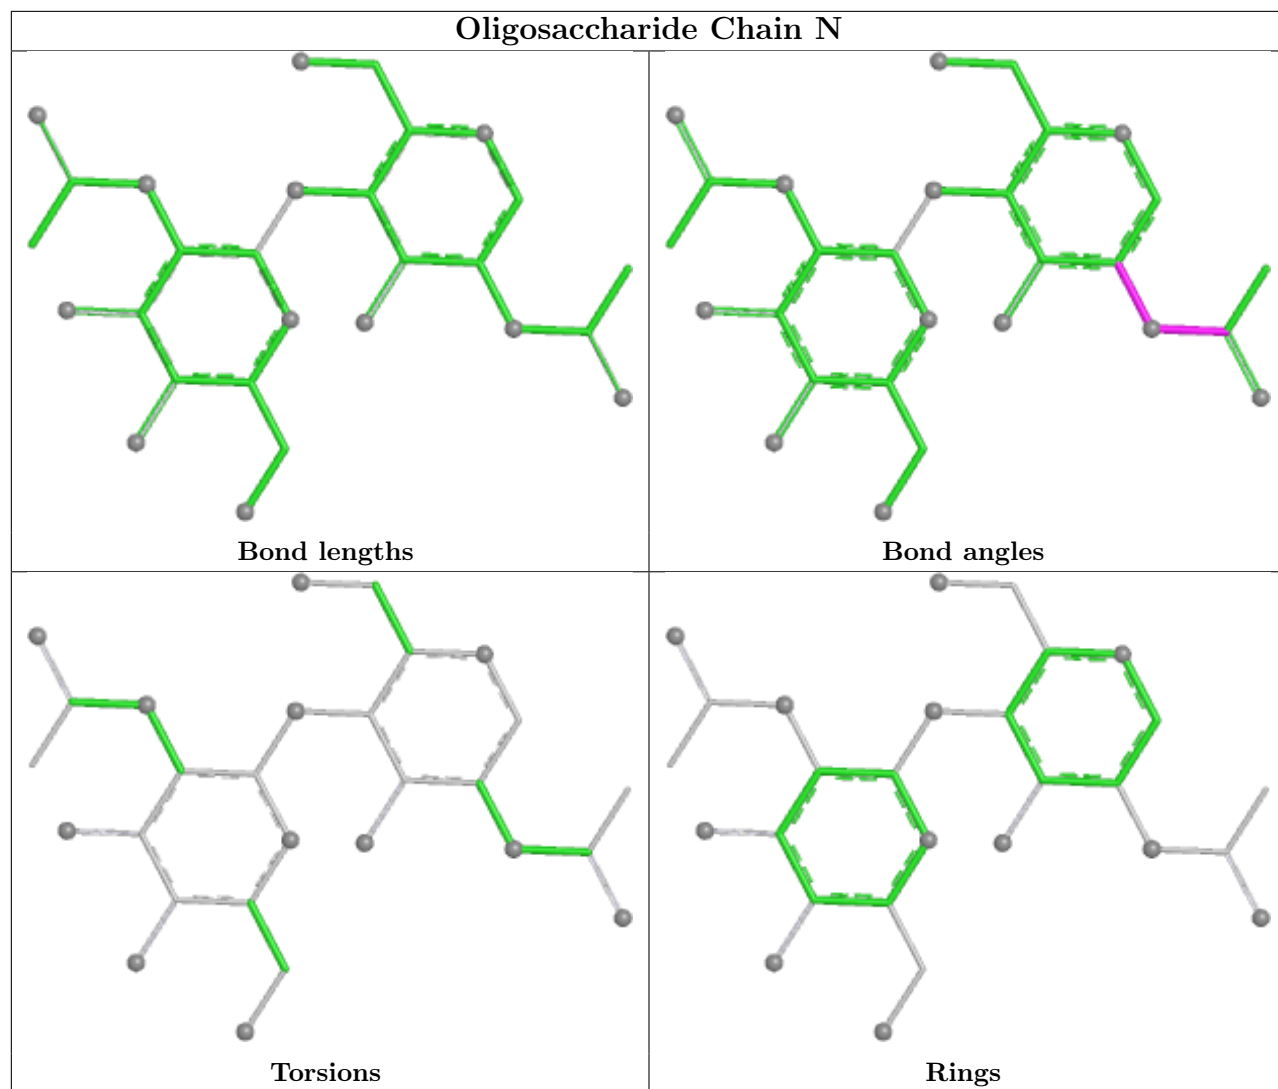 Oligosaccharide Chain N
Bond lengths
Bond angles
Torsions
Rings